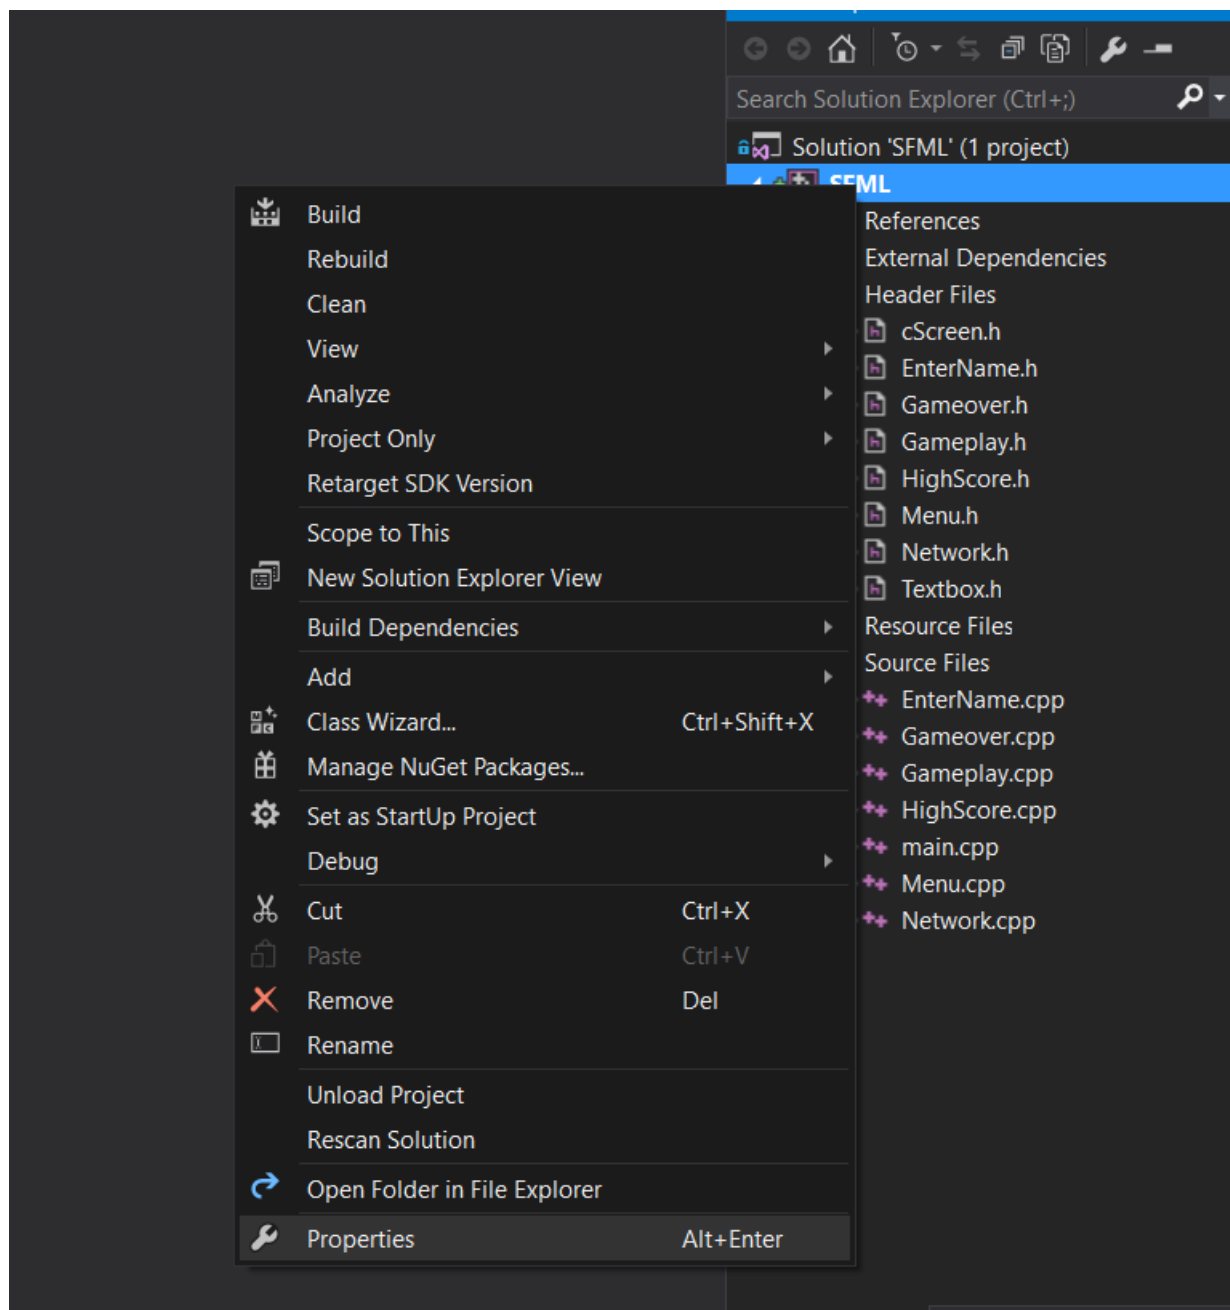 Search Solution Explorer (Ctrl+;)
Solution 'SFML' (1 project)
SFML
References
External Dependencies
Header Files
cScreen.h
EnterName.h
Gameover.h
Gameplay.h
HighScore.h
Menu.h
Network.h
Textbox.h
Resource Files
Source Files
EnterName.cpp
Gameover.cpp
Gameplay.cpp
HighScore.cpp
main.cpp
Menu.cpp
Network.cpp
Build
Rebuild
Clean
View
Analyze
Project Only
Retarget SDK Version
Scope to This
New Solution Explorer View
Build Dependencies
Add
Class Wizard... Ctrl+Shift+X
Manage NuGet Packages...
Set as StartUp Project
Debug
Cut Ctrl+X
Paste Ctrl+V
Remove Del
Rename
Unload Project
Rescan Solution
Open Folder in File Explorer
Properties Alt+Enter